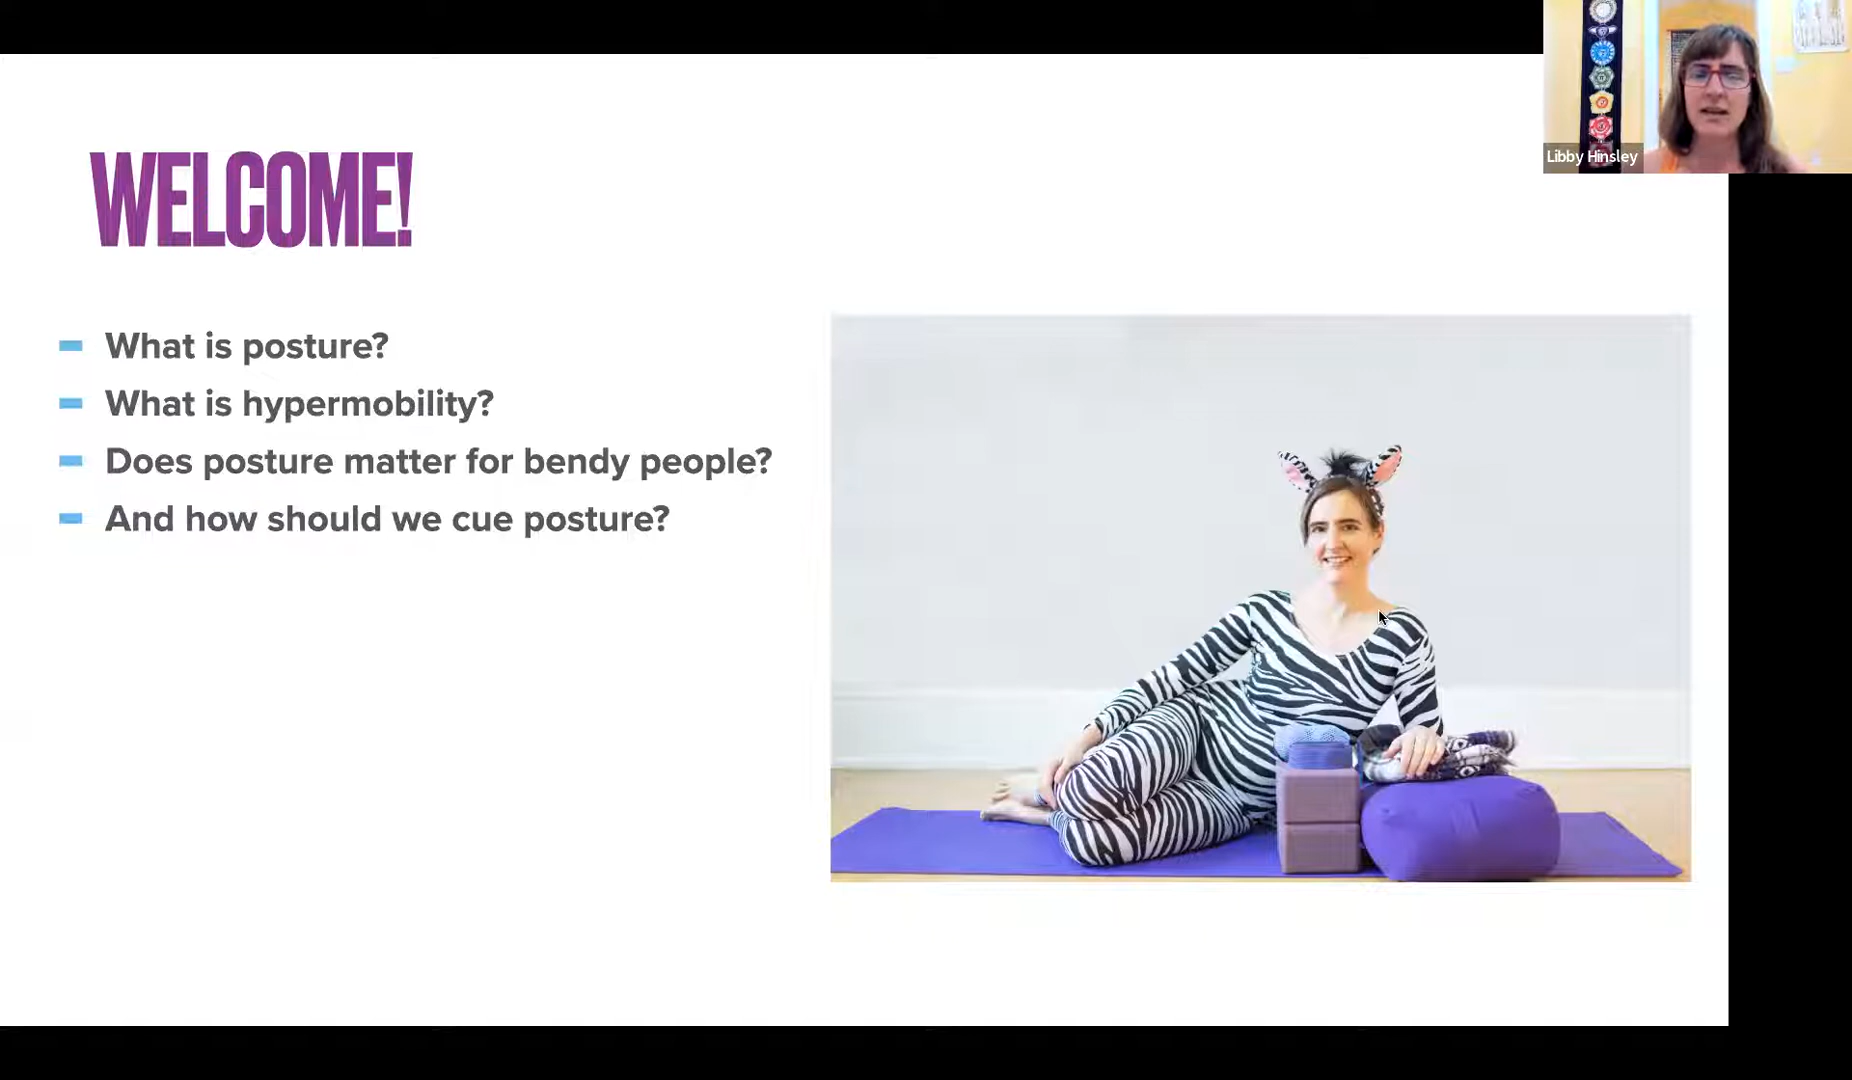 Libby Hinsley
WELCOME!
What is posture?
What is hypermobility?
Does posture matter for bendy people?
And how should we cue posture?